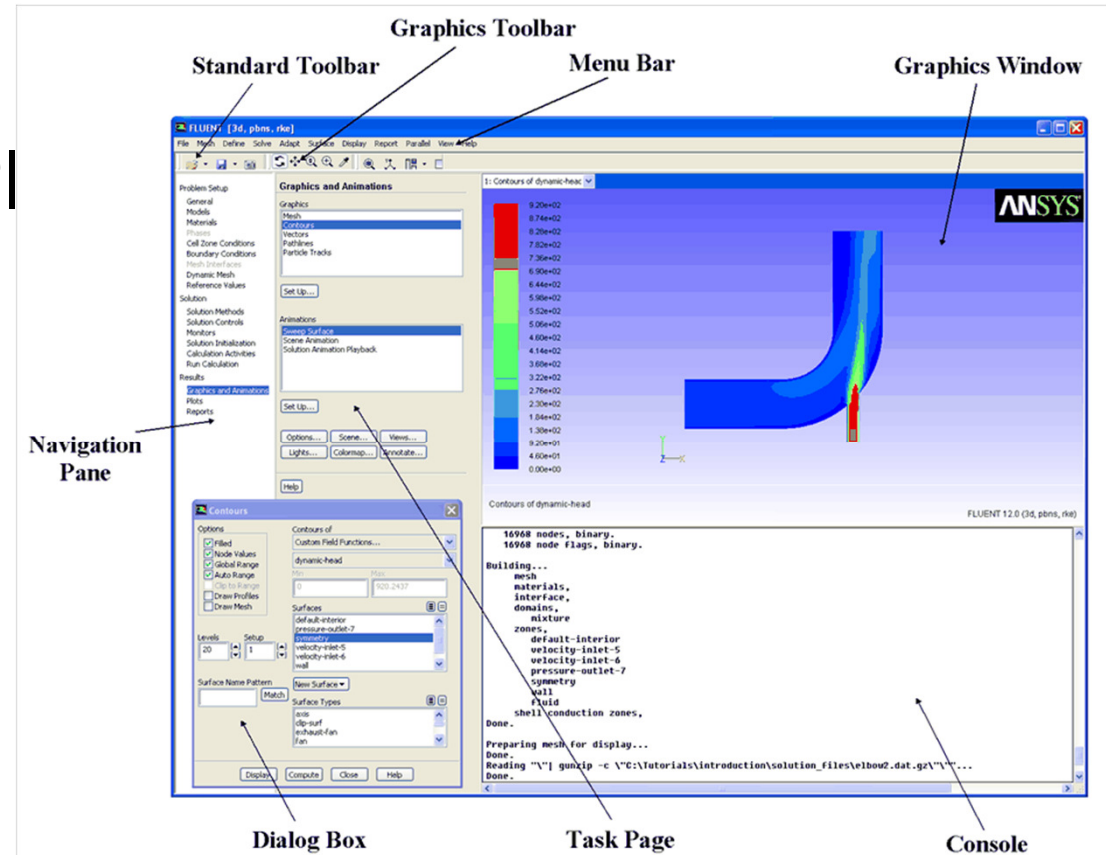 Graphics Toolbar
Standard Toolbar
Menu Bar
Graphics Window
FLUENT [3d, pbns, rke]
File Mesh Define Solve Adapt Surface Display Report Parallel View Help
Problem Setup
General
Models
Materials
Phases
Cell Zone Conditions
Boundary Conditions
Mesh Interfaces
Dynamic Mesh
Reference Values
Solution
Solution Methods
Solution Controls
Monitors
Solution Initialization
Calculation Activities
Run Calculation
Results
Graphics and Animations
Plots
Reports
Graphics and Animations
Graphics
Mesh
Contours
Vectors
Pathlines
Particle Tracks
Set Up...
Animations
Sweep Surface
Scene Animation
Solution Animation Playback
Set Up...
Options... Scene... Views...
Lights... Colormap... Annotate...
Help
1: Contours of dynamic-head
ANSYS
9.20e+02
8.74e+02
8.28e+02
7.82e+02
7.36e+02
6.90e+02
6.44e+02
5.98e+02
5.52e+02
5.06e+02
4.60e+02
4.14e+02
3.68e+02
3.22e+02
2.76e+02
2.30e+02
1.84e+02
1.38e+02
9.20e+01
4.60e+01
0.00e+00
Y
Z X
Contours of dynamic-head
FLUENT 12.0 (3d, pbns, rke)
Navigation
Pane
Contours
Options
Filled
Node Values
Global Range
Auto Range
Clip to Range
Draw Profiles
Draw Mesh
Levels Setup
20 1
Surface Name Pattern
Match
Contours of
Custom Field Functions...
dynamic-head
Min Max
0 920.2437
Surfaces
default-interior
pressure-outlet-7
symmetry
velocity-inlet-5
velocity-inlet-6
wall
New Surface
Surface Types
axis
clip-surf
exhaust-fan
fan
Display Compute Close Help
16968 nodes, binary.
16968 node flags, binary.
Building...
mesh
materials,
interface,
domains,
mixture
zones,
default-interior
velocity-inlet-5
velocity-inlet-6
pressure-outlet-7
symmetry
wall
fluid
shell conduction zones,
Done.
Preparing mesh for display...
Done.
Reading "\"| gunzip -c \"C:\Tutorials\introduction\solution_files\elbow2.dat.gz\"\""...
Done.
Dialog Box
Task Page
Console